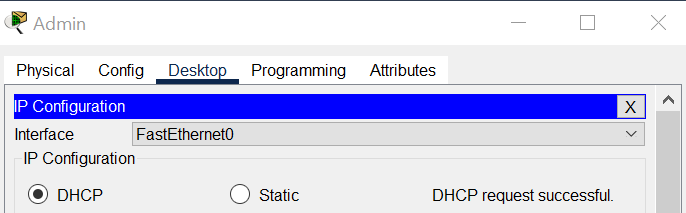 Admin
Physical Config Desktop Programming Attributes
IP Configuration X
Interface FastEthernet0
IP Configuration
DHCP Static DHCP request successful.